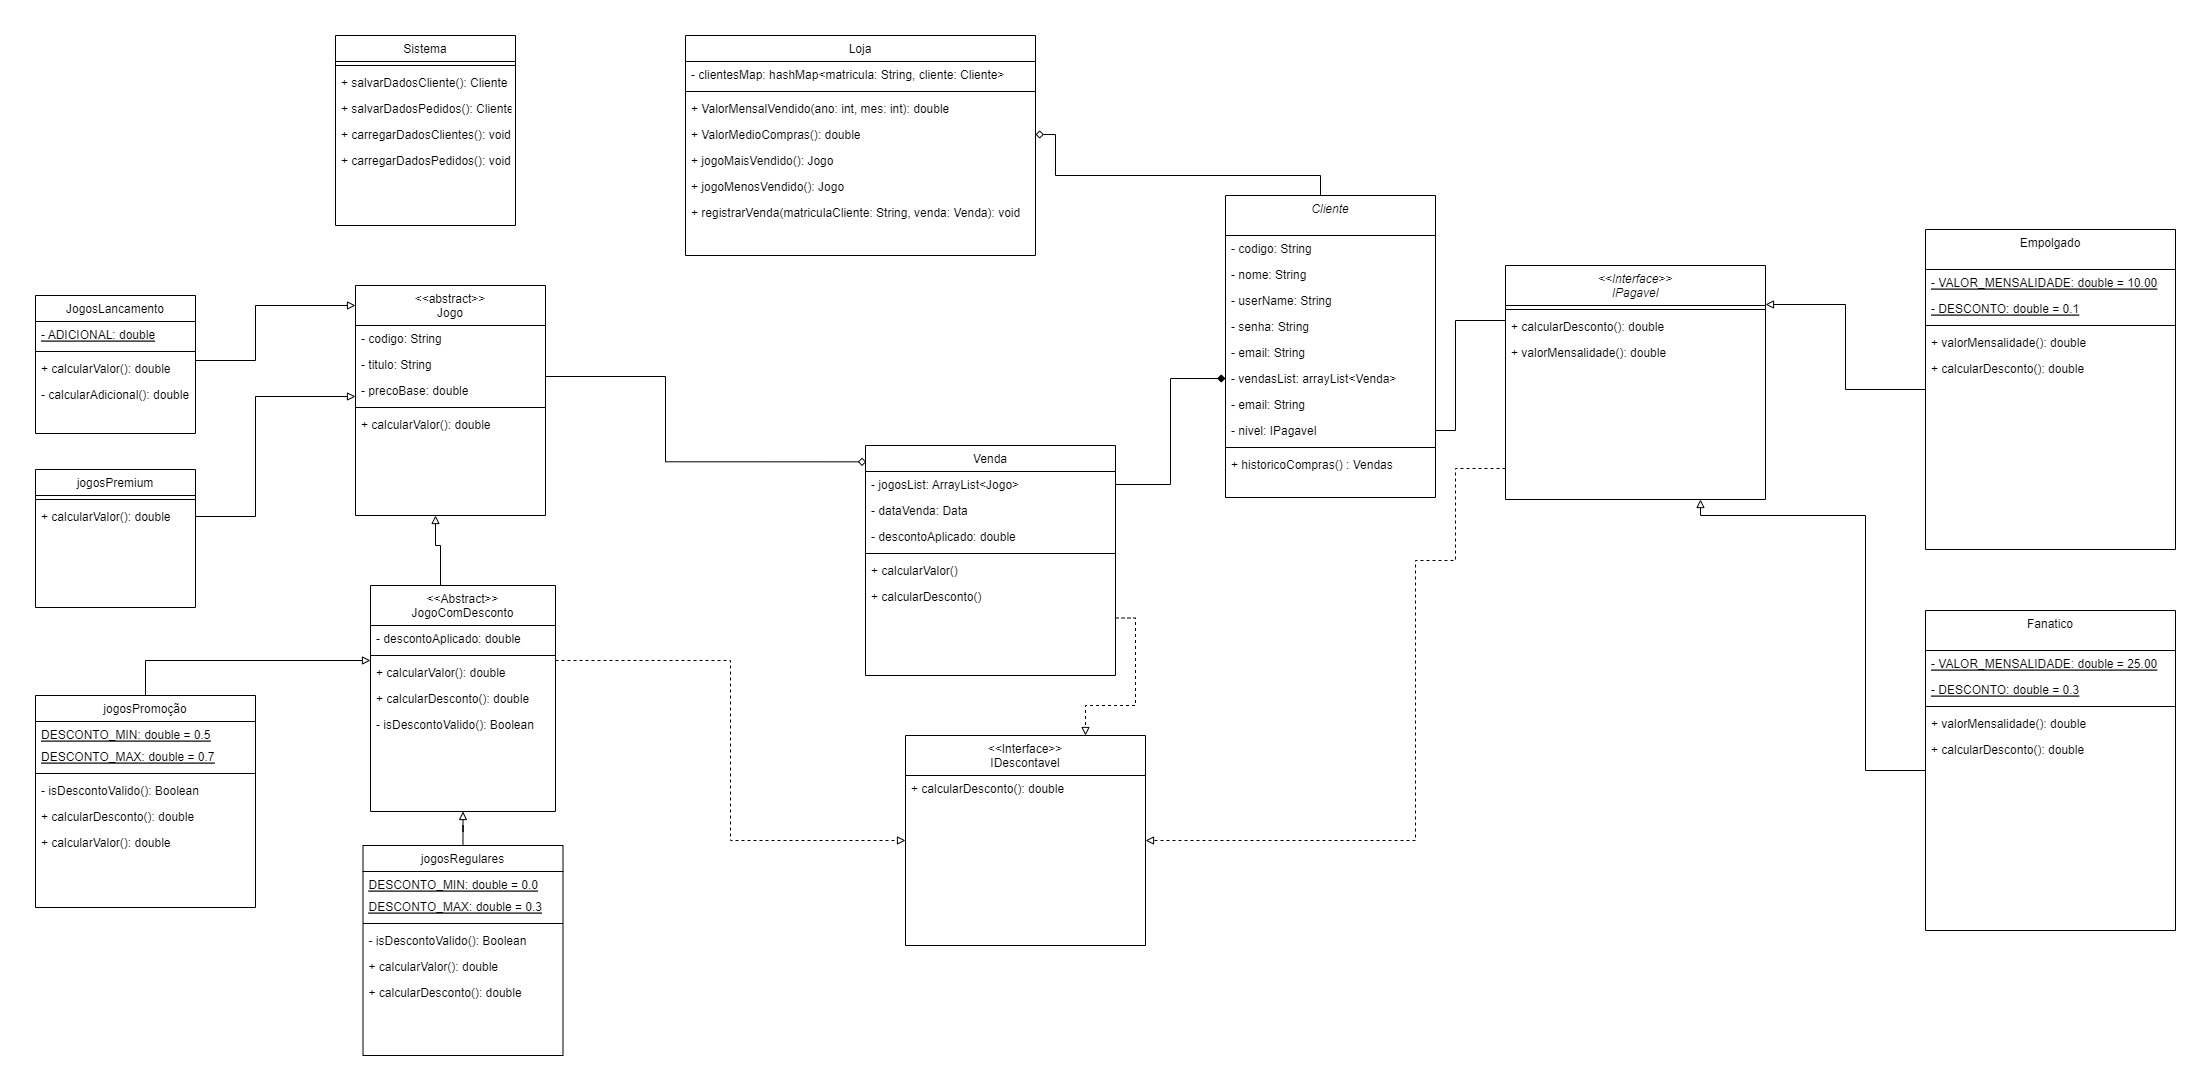 Sistema
+ salvarDadosCliente(): Cliente
+ salvarDadosPedidos(): Cliente
+ carregarDadosClientes(): void
+ carregarDadosPedidos(): void
Loja
- clientesMap: hashMap<matricula: String, cliente: Cliente>
+ ValorMensalVendido(ano: int, mes: int): double
+ ValorMedioCompras(): double
+ jogoMaisVendido(): Jogo
+ jogoMenosVendido(): Jogo
+ registrarVenda(matriculaCliente: String, venda: Venda): void
Cliente
- codigo: String
- nome: String
- userName: String
- senha: String
- email: String
- vendasList: arrayList<Venda>
- email: String
- nivel: IPagavel
+ historicoCompras() : Vendas
<<Interface>>
IPagavel
+ calcularDesconto(): double
+ valorMensalidade(): double
Empolgado
- VALOR_MENSALIDADE: double = 10.00
- DESCONTO: double = 0.1
+ valorMensalidade(): double
+ calcularDesconto(): double
JogosLancamento
- ADICIONAL: double
+ calcularValor(): double
- calcularAdicional(): double
<<abstract>>
Jogo
- codigo: String
- titulo: String
- precoBase: double
+ calcularValor(): double
jogosPremium
+ calcularValor(): double
Venda
- jogosList: ArrayList<Jogo>
- dataVenda: Data
- descontoAplicado: double
+ calcularValor()
+ calcularDesconto()
<<Abstract>>
JogoComDesconto
- descontoAplicado: double
+ calcularValor(): double
+ calcularDesconto(): double
- isDescontoValido(): Boolean
Fanatico
- VALOR_MENSALIDADE: double = 25.00
- DESCONTO: double = 0.3
+ valorMensalidade(): double
+ calcularDesconto(): double
jogosPromoção
DESCONTO_MIN: double = 0.5
DESCONTO_MAX: double = 0.7
- isDescontoValido(): Boolean
+ calcularDesconto(): double
+ calcularValor(): double
<<Interface>>
IDescontavel
+ calcularDesconto(): double
jogosRegulares
DESCONTO_MIN: double = 0.0
DESCONTO_MAX: double = 0.3
- isDescontoValido(): Boolean
+ calcularValor(): double
+ calcularDesconto(): double